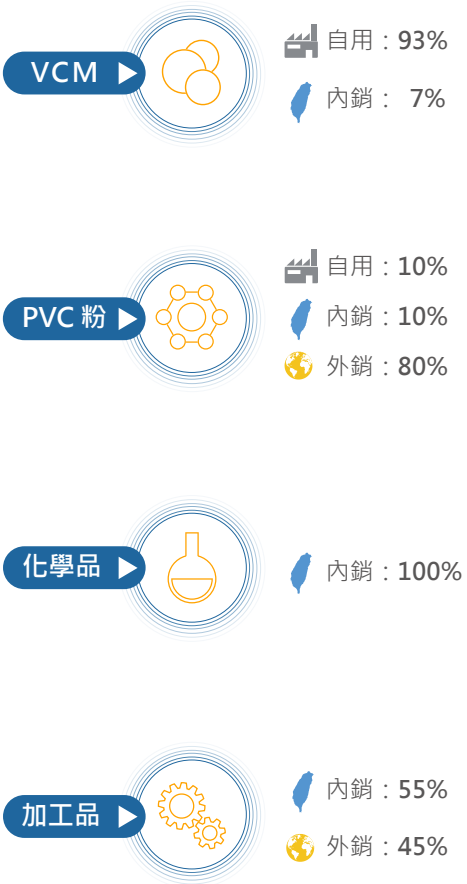 VCM
自用：93%
內銷： 7%
PVC 粉
自用：10%
內銷：10%
外銷：80%
化學品
內銷：100%
加工品
內銷：55%
外銷：45%